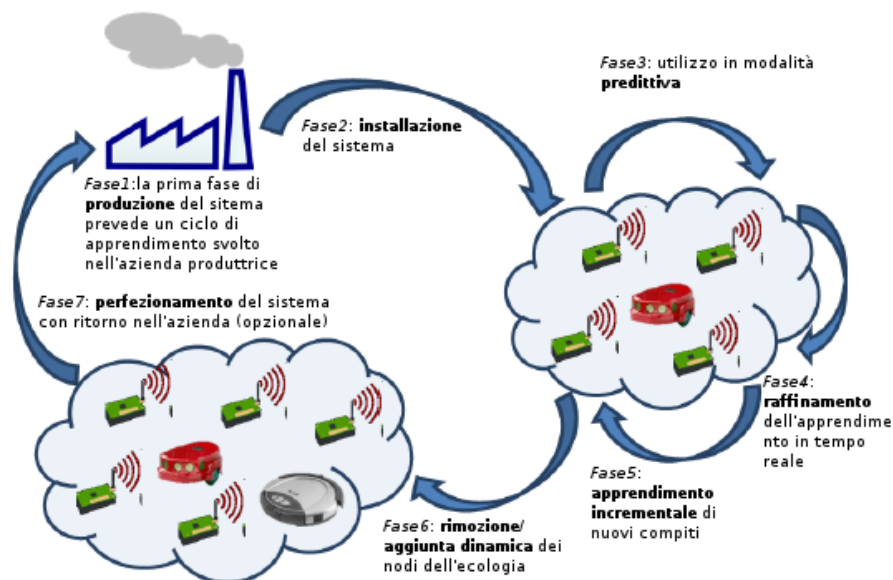 Fase1:la prima fase di
produzione del sitema
prevede un ciclo di
apprendimento svolto
nell'azienda produttrice
Fase2: installazione
del sistema
Fase3: utilizzo in modalità
predittiva
Fase4:
raffinamento
dell'apprendime
nto in tempo
reale
Fase5:
apprendimento
incrementale di
nuovi compiti
Fase6: rimozione/
aggiunta dinamica dei
nodi dell'ecologia
Fase7: perfezionamento del sistema
con ritorno nell'azienda (opzionale)